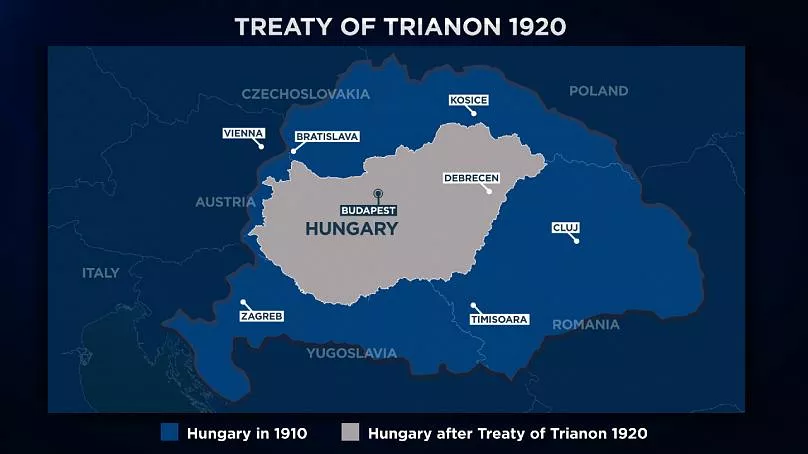 TREATY OF TRIANON 1920
CZECHOSLOVAKIA
POLAND
KOSICE
VIENNA
BRATISLAVA
DEBRECEN
AUSTRIA
BUDAPEST
HUNGARY
CLUJ
ITALY
ZAGREB
TIMISOARA
ROMANIA
YUGOSLAVIA
Hungary in 1910
Hungary after Treaty of Trianon 1920